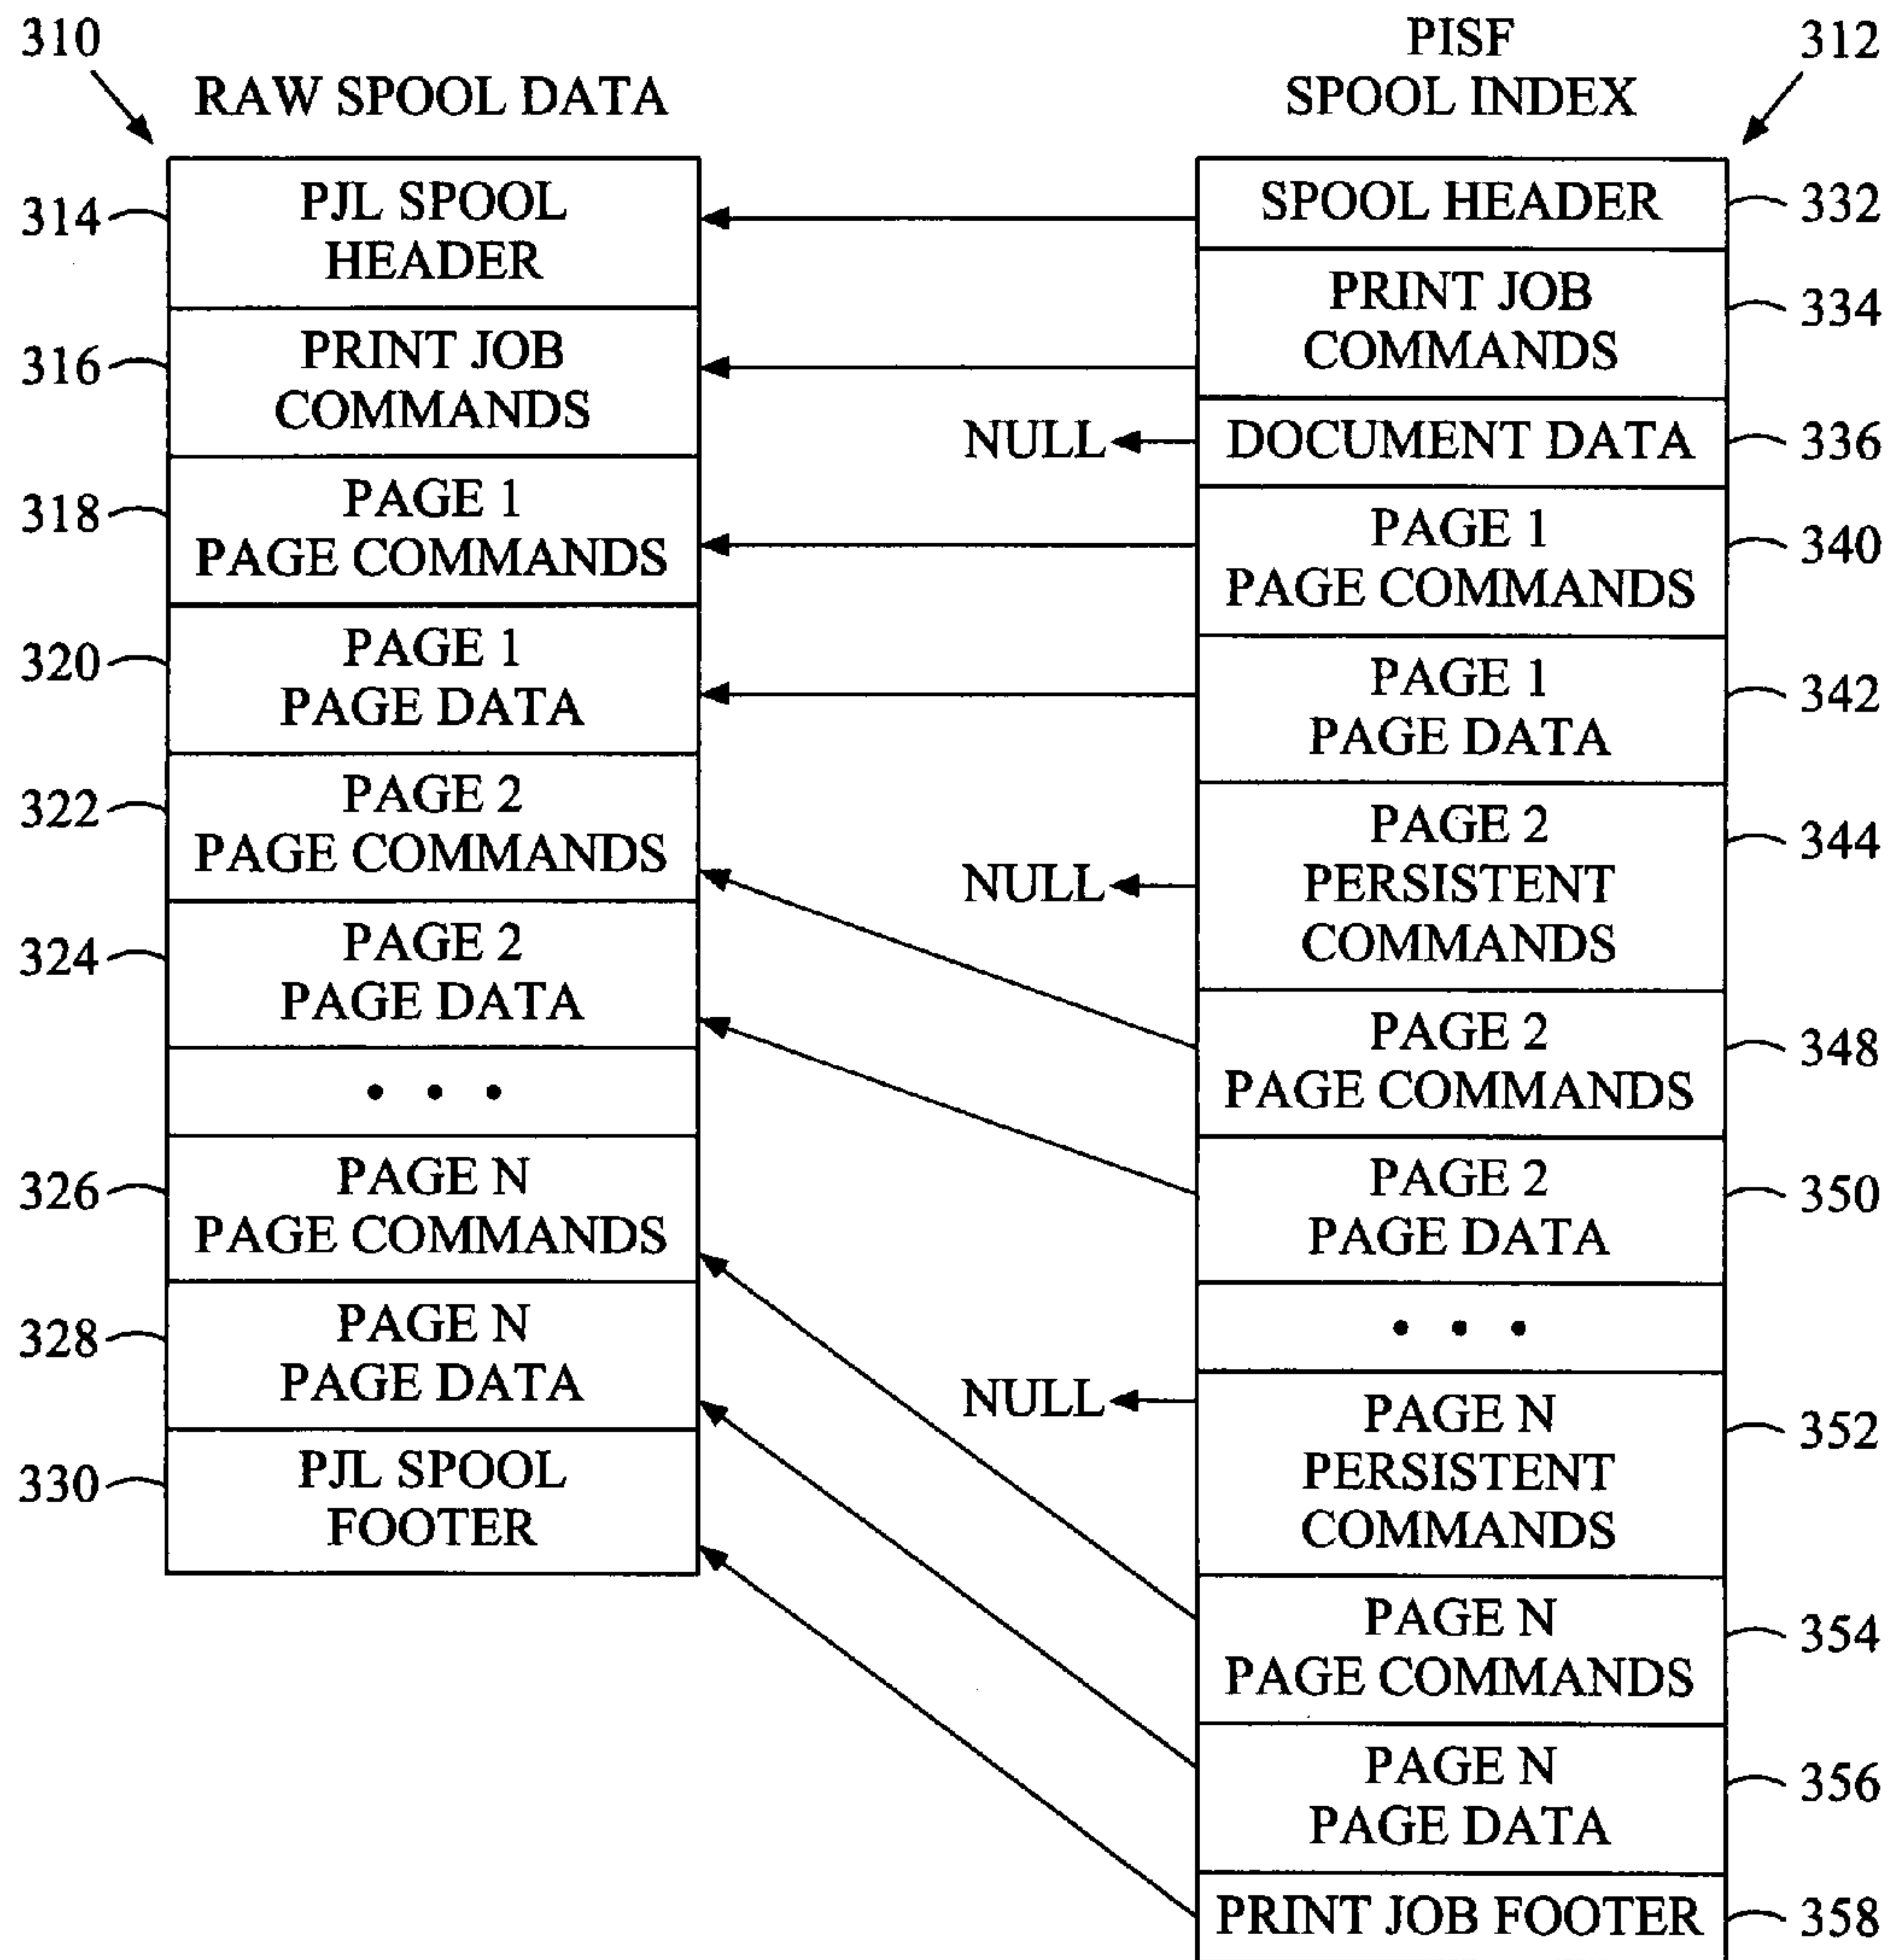 310
RAW SPOOL DATA
314
PJL SPOOL
HEADER
316
PRINT JOB
COMMANDS
318
PAGE 1
PAGE COMMANDS
320
PAGE 1
PAGE DATA
322
PAGE 2
PAGE COMMANDS
324
PAGE 2
PAGE DATA
• • •
326
PAGE N
PAGE COMMANDS
328
PAGE N
PAGE DATA
330
PJL SPOOL
FOOTER
NULL
NULL
NULL
PISF
SPOOL INDEX
312
SPOOL HEADER
332
PRINT JOB
COMMANDS
334
DOCUMENT DATA
336
PAGE 1
PAGE COMMANDS
340
PAGE 1
PAGE DATA
342
PAGE 2
PERSISTENT
COMMANDS
344
PAGE 2
PAGE COMMANDS
348
PAGE 2
PAGE DATA
350
• • •
PAGE N
PERSISTENT
COMMANDS
352
PAGE N
PAGE COMMANDS
354
PAGE N
PAGE DATA
356
PRINT JOB FOOTER
358